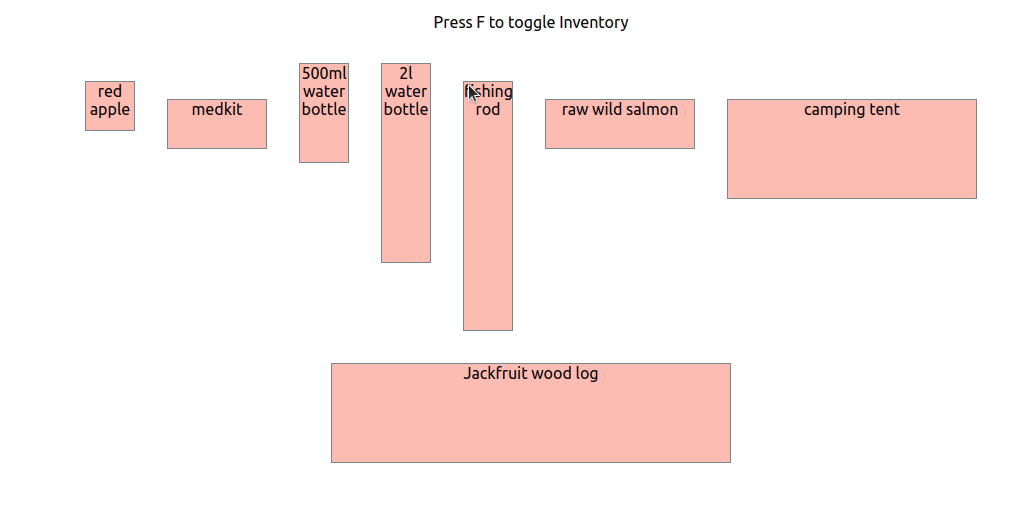 Press F to toggle Inventory
red
apple
medkit
500ml
water
bottle
2l
water
bottle
fishing
rod
raw wild salmon
camping tent
Jackfruit wood log